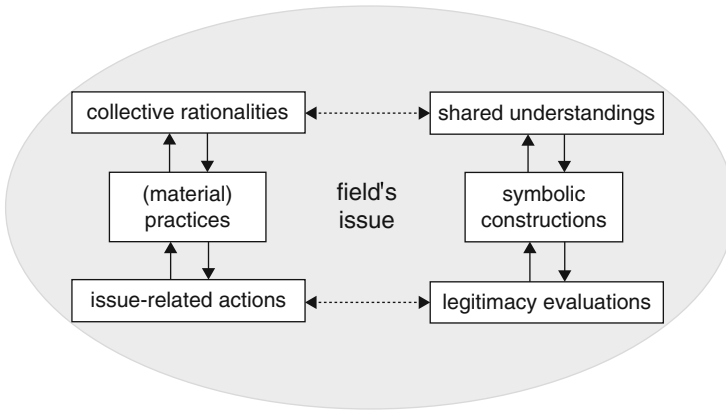 collective rationalities
shared understandings
(material)
practices
field's
issue
symbolic
constructions
issue-related actions
legitimacy evaluations